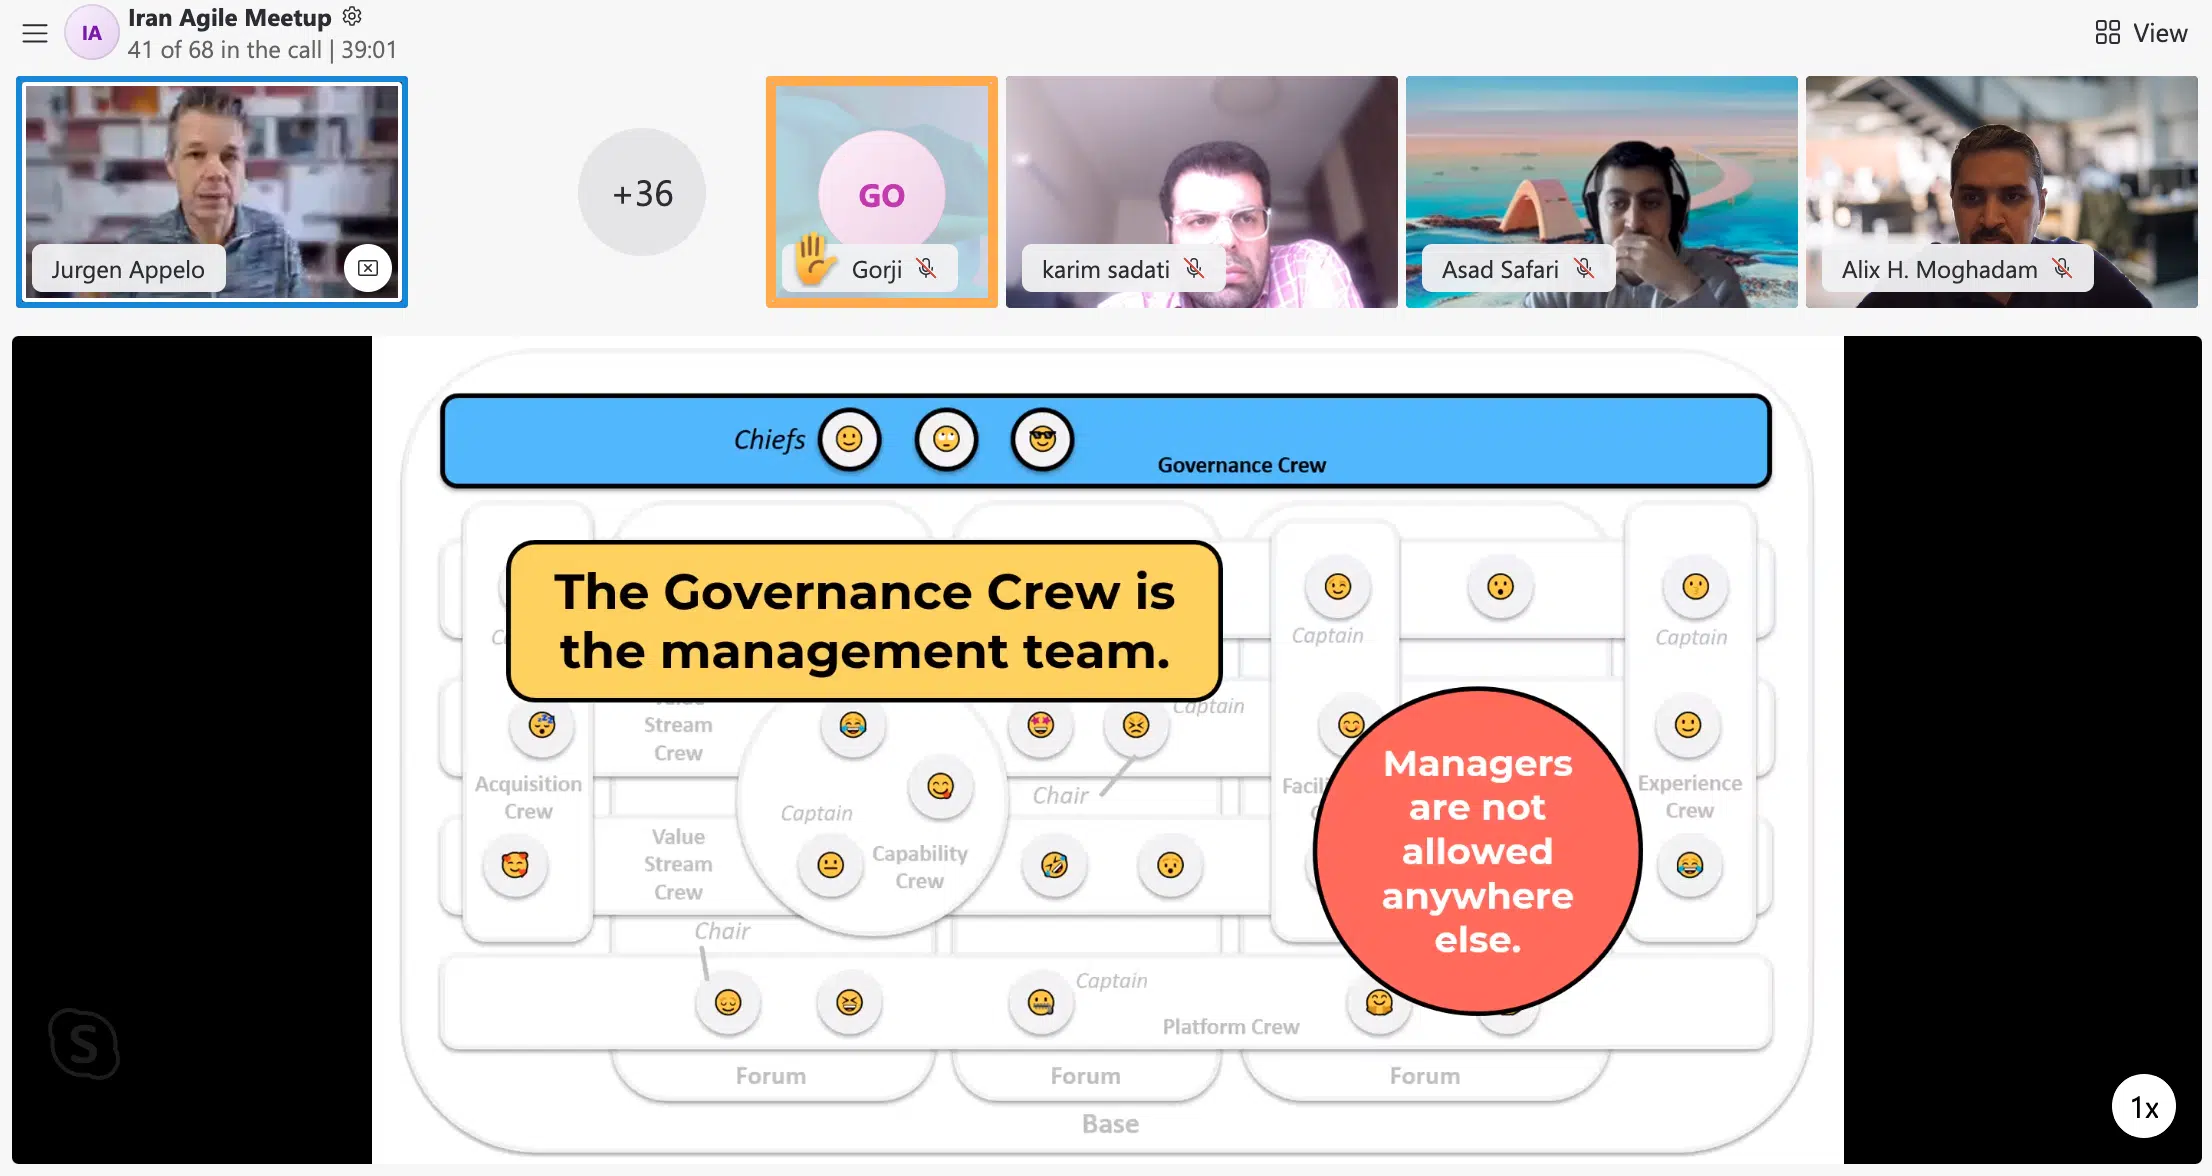 Iran Agile Meetup
IA
41 of 68 in the call | 39:01
View
Jurgen Appelo
+36
GO
Gorji
karim sadati
Asad Safari
Alix H. Moghadam
Chiefs
Governance Crew
The Governance Crew is
the management team.
Captain
Captain
Captain
Stream
Crew
Managers
are not
allowed
anywhere
else.
Acquisition
Crew
Chair
Experience
Crew
Captain
Value
Stream
Crew
Capability
Crew
Chair
Captain
Platform Crew
S
Forum
Forum
Forum
Base
1x